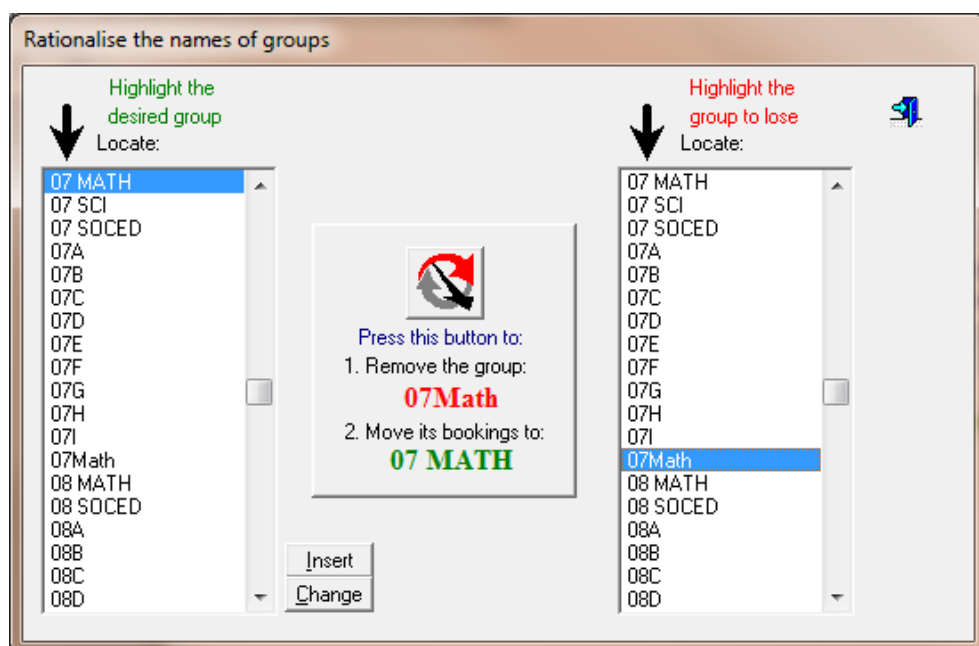 Rationalise the names of groups
Highlight the
desired group
Locate:
07 MATH
07 SCI
07 SOCED
07A
07B
07C
07D
07E
07F
07G
07H
07I
07Math
08 MATH
08 SOCED
08A
08B
08C
08D
Press this button to:
1. Remove the group:
07Math
2. Move its bookings to:
07 MATH
Insert
Change
Highlight the
group to lose
Locate:
07 MATH
07 SCI
07 SOCED
07A
07B
07C
07D
07E
07F
07G
07H
07I
07Math
08 MATH
08 SOCED
08A
08B
08C
08D